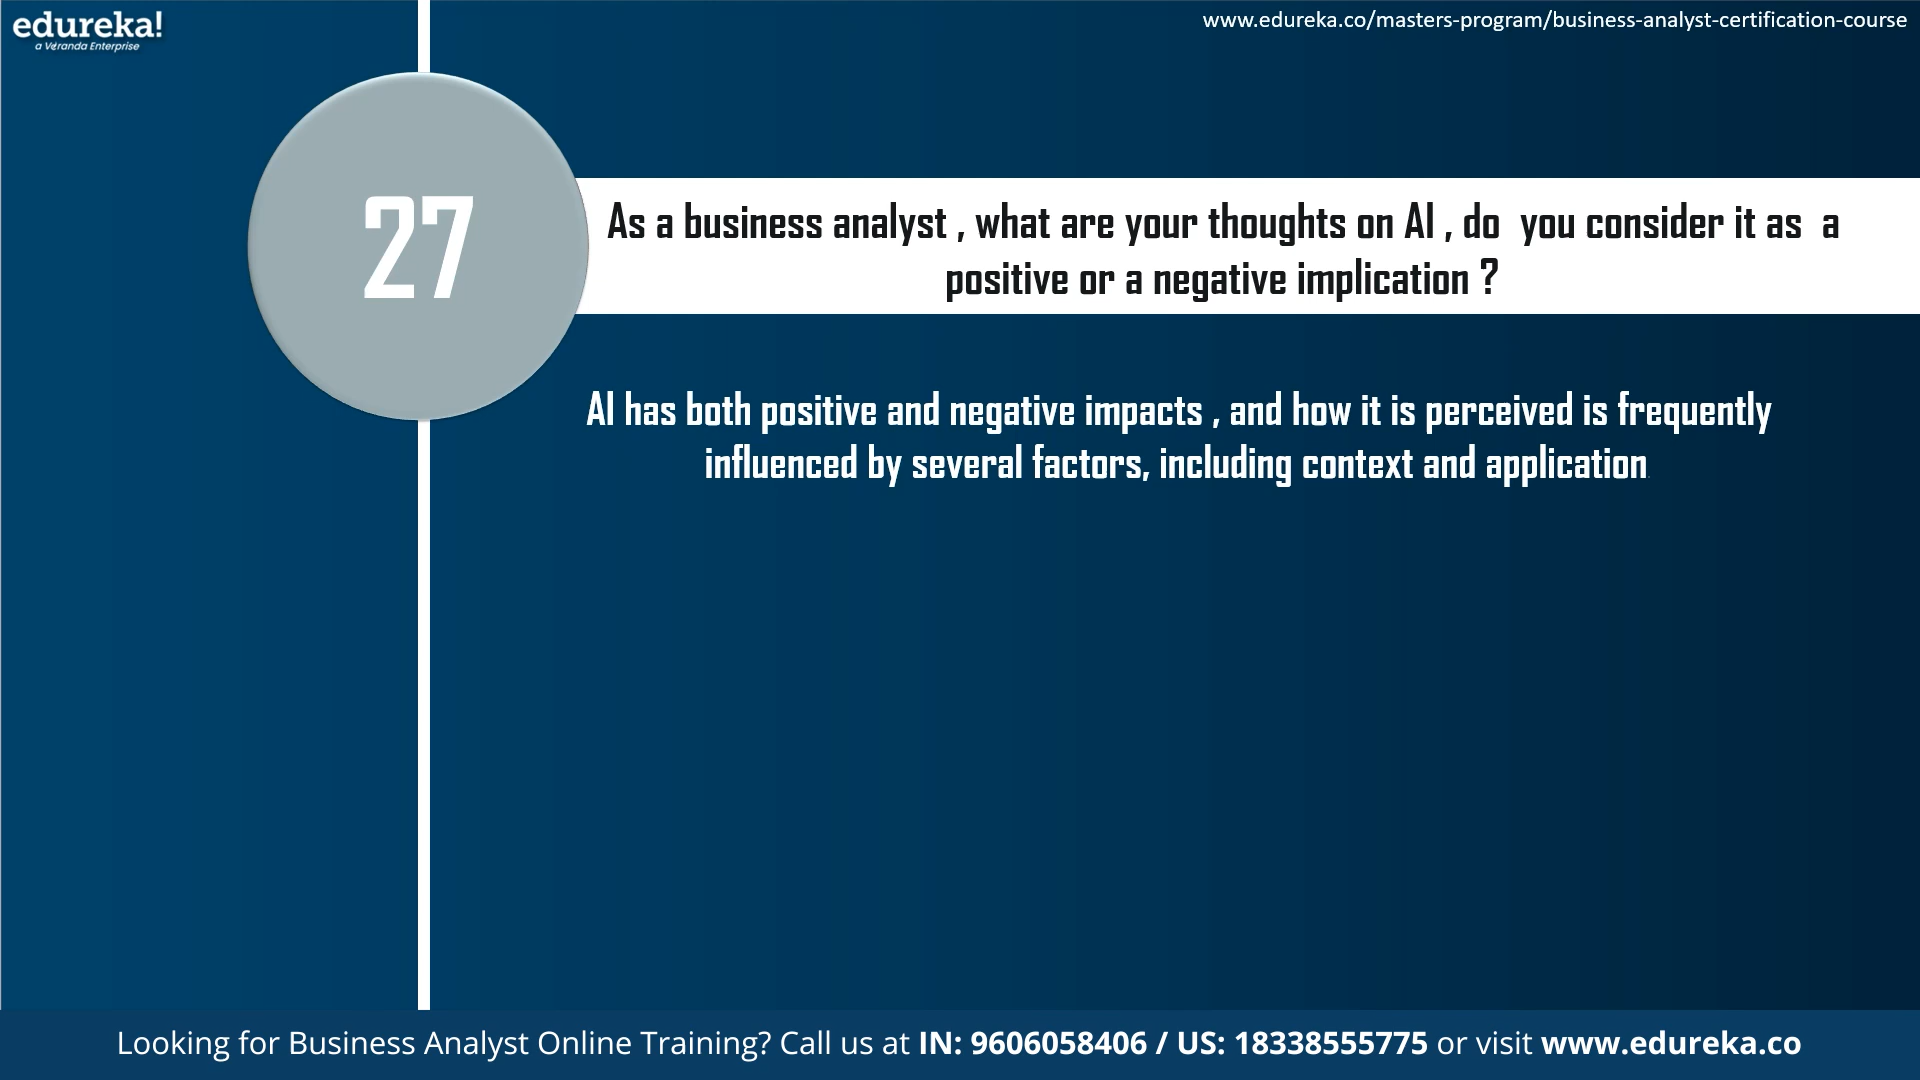 edureka!
a Veranda Enterprise
www.edureka.co/masters-program/business-analyst-certification-course
27
As a business analyst , what are your thoughts on AI , do  you consider it as  a
positive or a negative implication ?
AI has both positive and negative impacts , and how it is perceived is frequently
influenced by several factors, including context and application
Looking for Business Analyst Online Training? Call us at IN: 9606058406 / US: 18338555775 or visit www.edureka.co